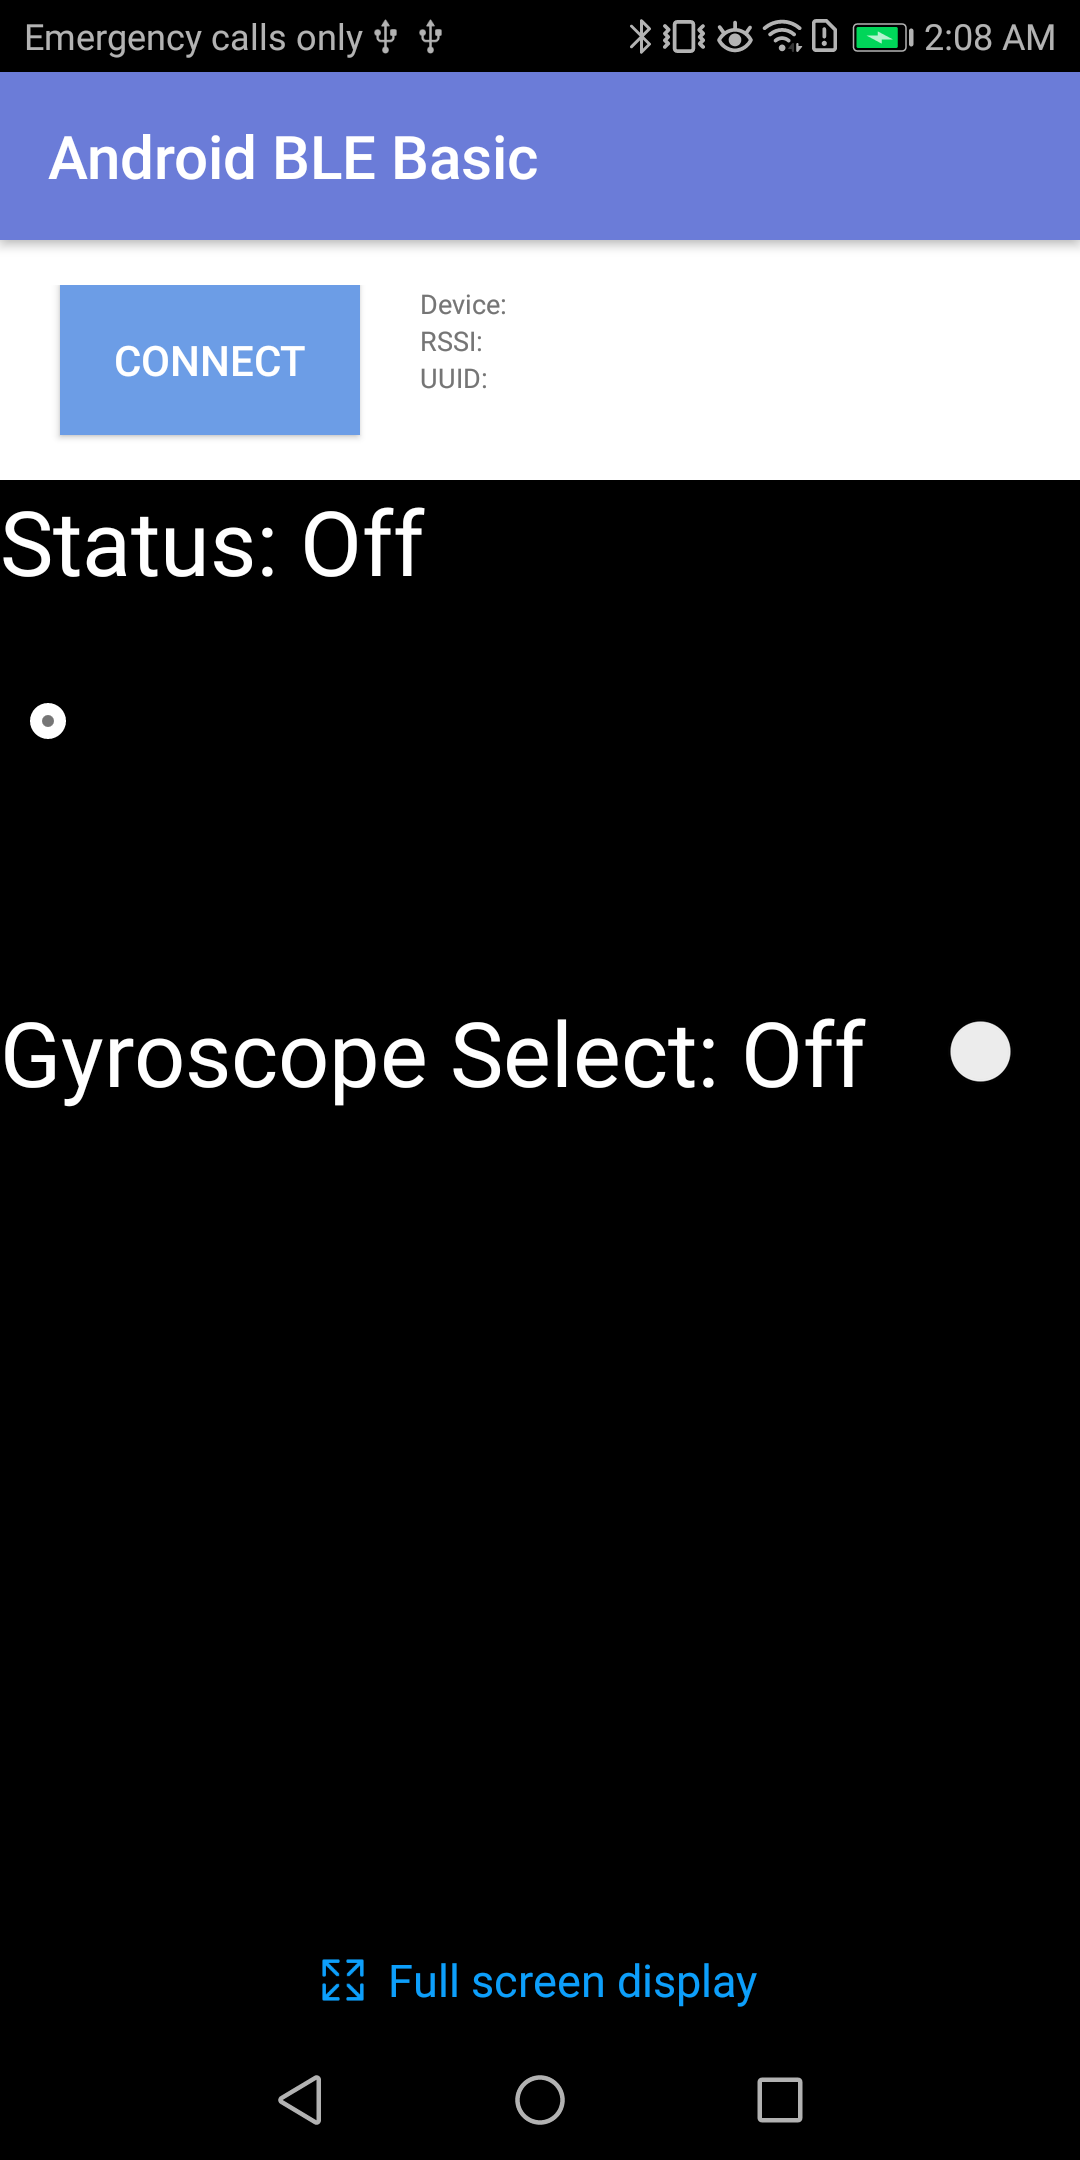 Emergency calls only 2:08 AM
Android BLE Basic
CONNECT
Device:
RSSI:
UUID:
Status: Off
Gyroscope Select: Off
Full screen display